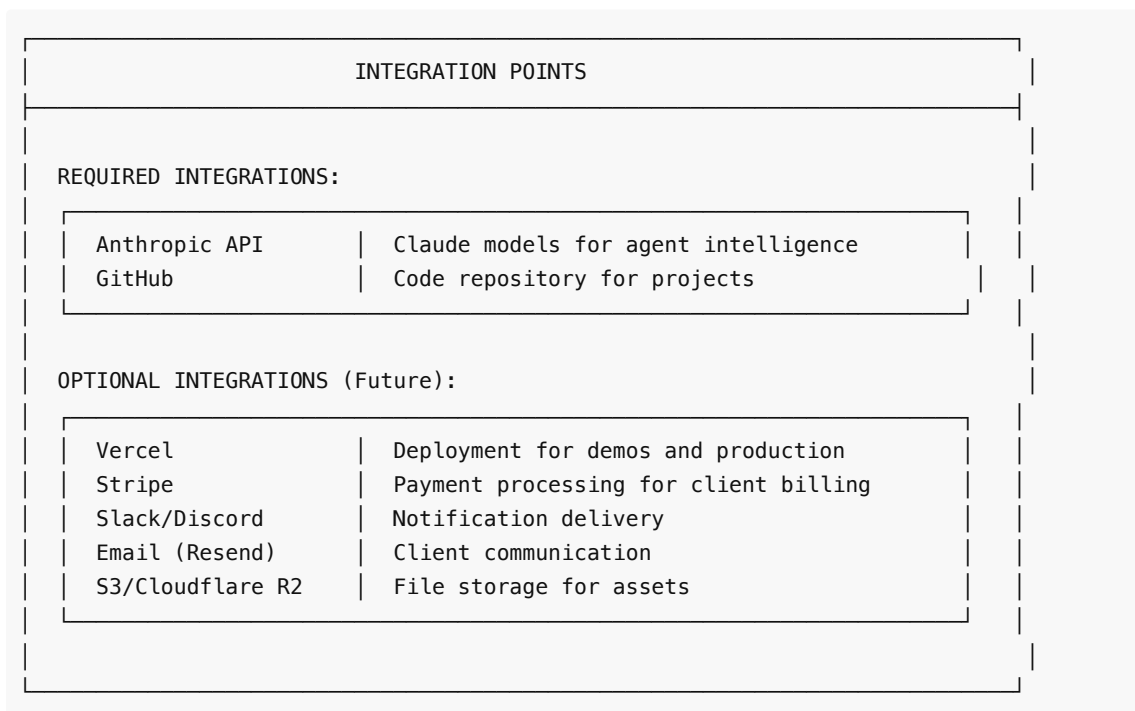 INTEGRATION POINTS
REQUIRED INTEGRATIONS:
Anthropic API │ Claude models for agent intelligence
GitHub │ Code repository for projects
OPTIONAL INTEGRATIONS (Future):
Vercel │ Deployment for demos and production
Stripe │ Payment processing for client billing
Slack/Discord │ Notification delivery
Email (Resend) │ Client communication
S3/Cloudflare R2 │ File storage for assets